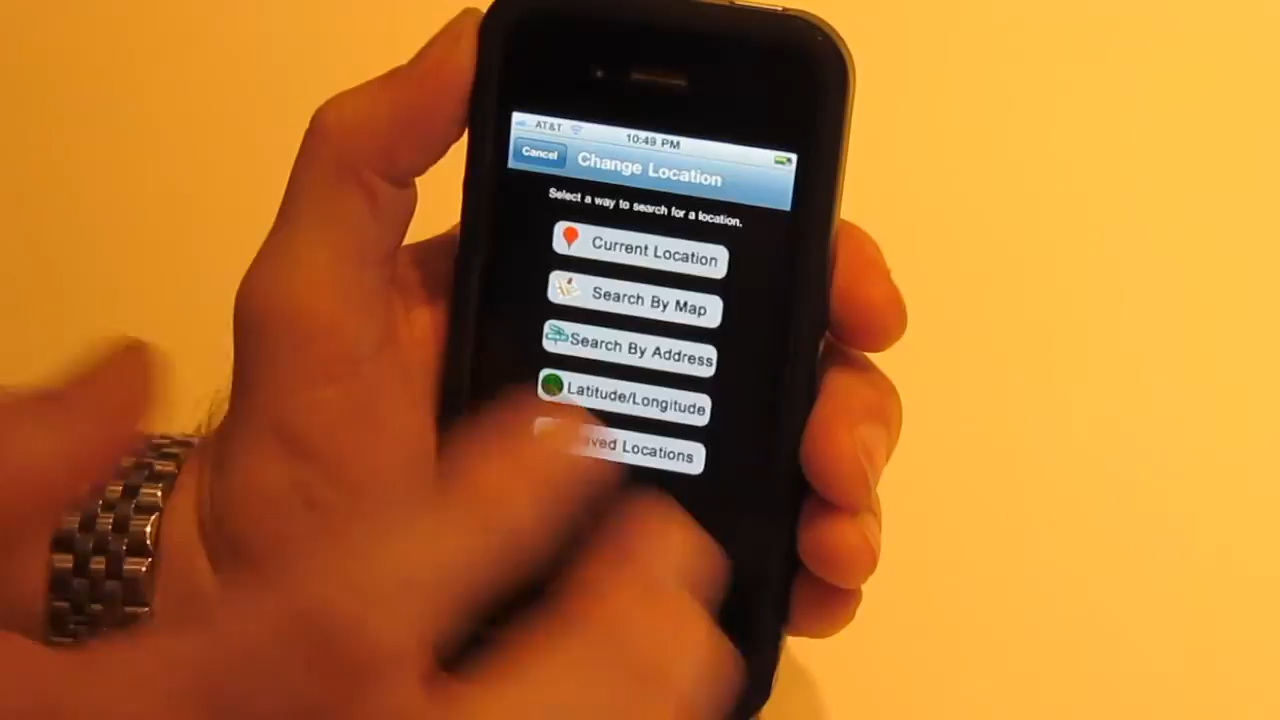 AT&T
10:49 PM
Cancel
Change Location
Select a way to search for a location.
Current Location
Search By Map
Search By Address
Latitude/Longitude
Locations